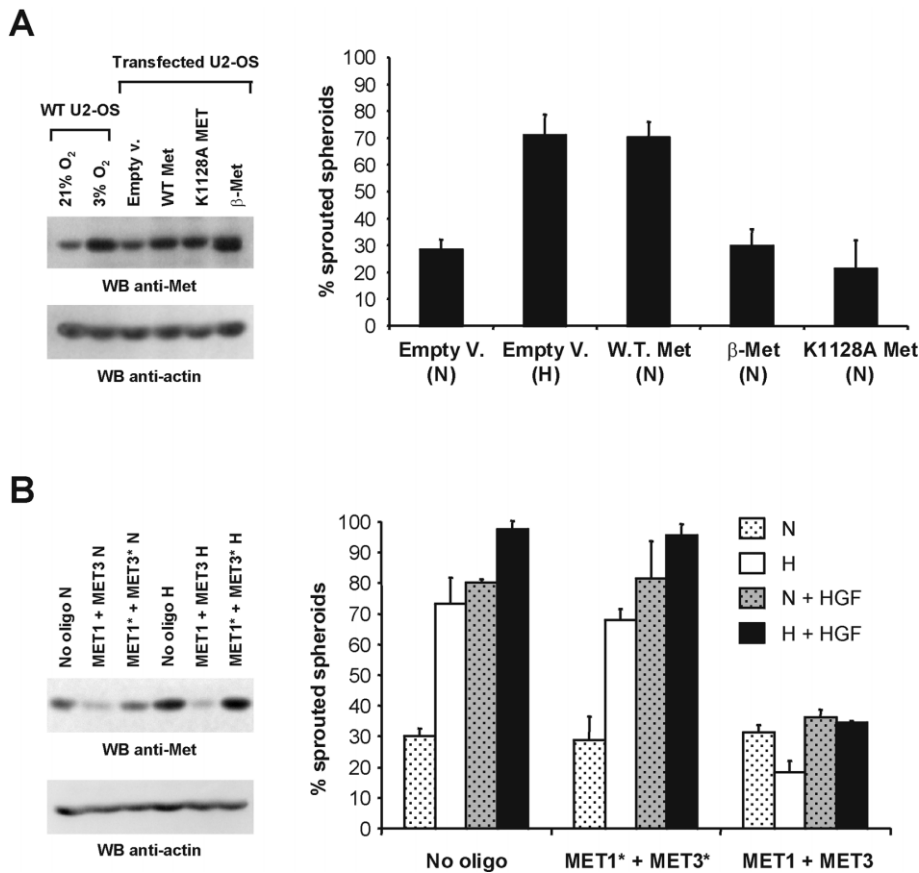 A
Transfected U2-OS
WT U2-OS
21% O2
3% O2
Empty v.
WT Met
K1128A MET
β-Met
WB anti-Met
WB anti-actin
% sprouted spheroids
100
90
80
70
60
50
40
30
20
10
0
Empty V. (N)
Empty V. (H)
W.T. Met (N)
β-Met (N)
K1128A Met (N)
B
No oligo N
MET1 + MET3 N
MET1* + MET3* N
No oligo H
MET1 + MET3 H
MET1* + MET3* H
WB anti-Met
WB anti-actin
% sprouted spheroids
100
90
80
70
60
50
40
30
20
10
0
No oligo
MET1* + MET3*
MET1 + MET3
N
H
N + HGF
H + HGF